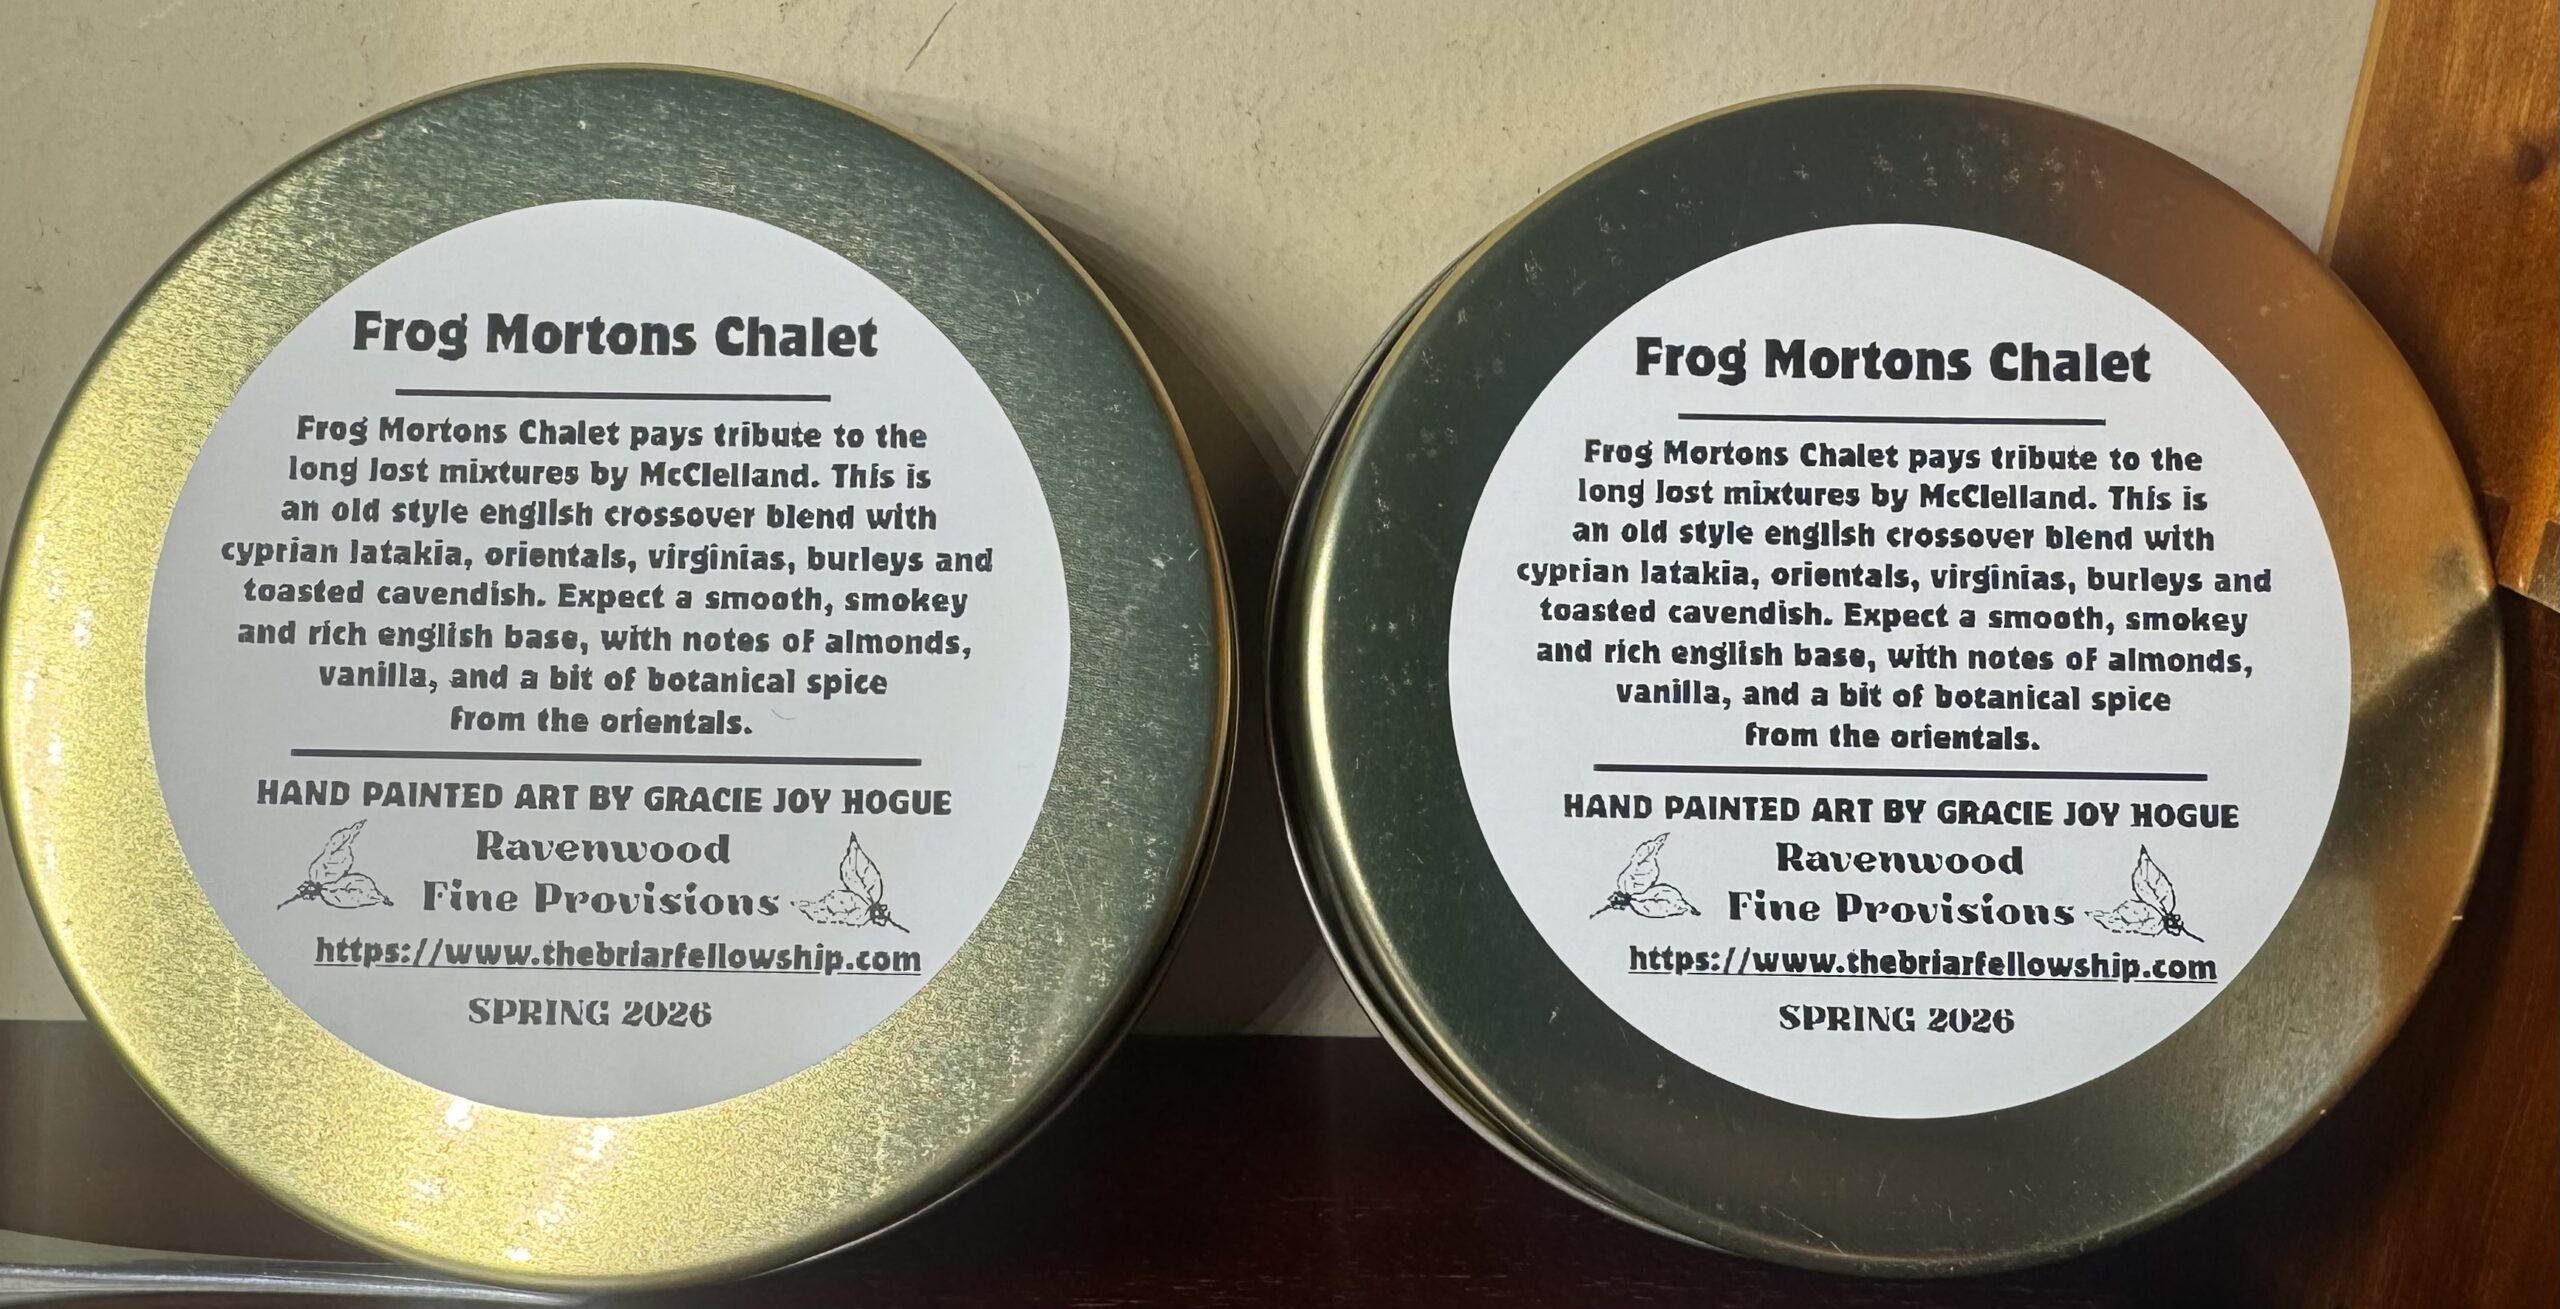 Frog Mortons Chalet
Frog Mortons Chalet pays tribute to the
long lost mixtures by McClelland. This is
an old style english crossover blend with
cyprian latakia, orientals, virginias, burleys and
toasted cavendish. Expect a smooth, smokey
and rich english base, with notes of almonds,
vanilla, and a bit of botanical spice
from the orientals.
HAND PAINTED ART BY GRACIE JOY HOGUE
Ravenwood
Fine Provisions
https://www.thebriarfellowship.com
SPRING 2026
Frog Mortons Chalet
Frog Mortons Chalet pays tribute to the
long lost mixtures by McClelland. This is
an old style english crossover blend with
cyprian latakia, orientals, virginias, burleys and
toasted cavendish. Expect a smooth, smokey
and rich english base, with notes of almonds,
vanilla, and a bit of botanical spice
from the orientals.
HAND PAINTED ART BY GRACIE JOY HOGUE
Ravenwood
Fine Provisions
https://www.thebriarfellowship.com
SPRING 2026